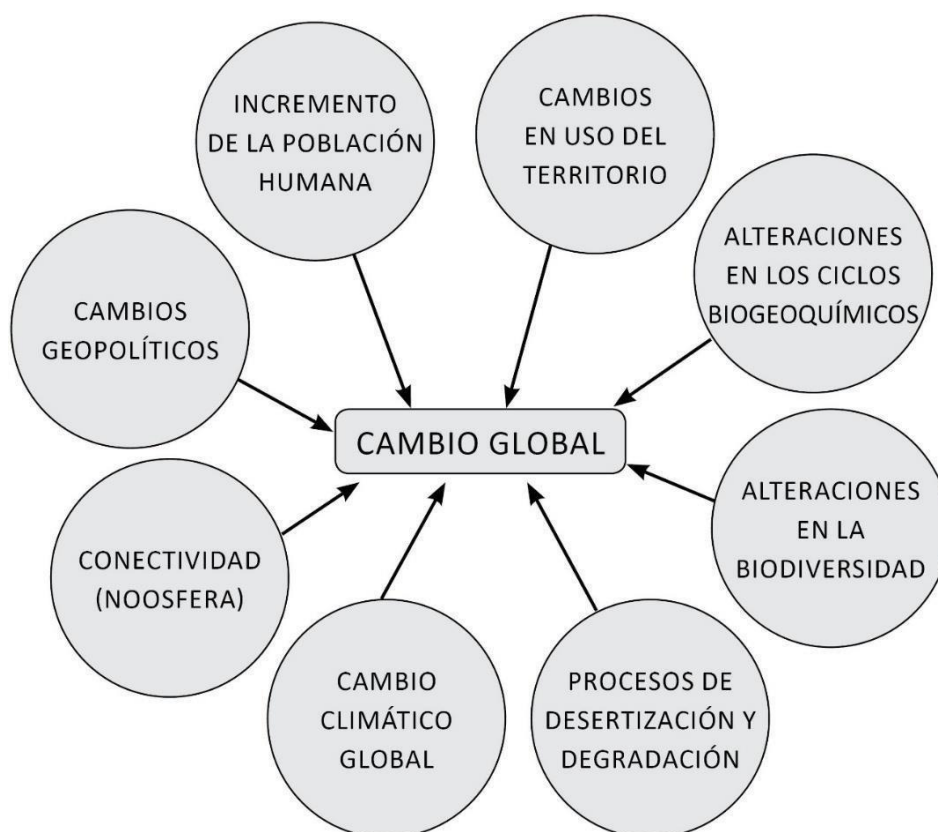 INCREMENTO
DE LA POBLACIÓN
HUMANA
CAMBIOS
EN USO DEL
TERRITORIO
ALTERACIONES
EN LOS CICLOS
BIOGEOQUÍMICOS
CAMBIOS
GEOPOLÍTICOS
CAMBIO GLOBAL
ALTERACIONES
EN LA
BIODIVERSIDAD
CONECTIVIDAD
(NOOSFERA)
CAMBIO
CLIMÁTICO
GLOBAL
PROCESOS DE
DESERTIZACIÓN Y
DEGRADACIÓN